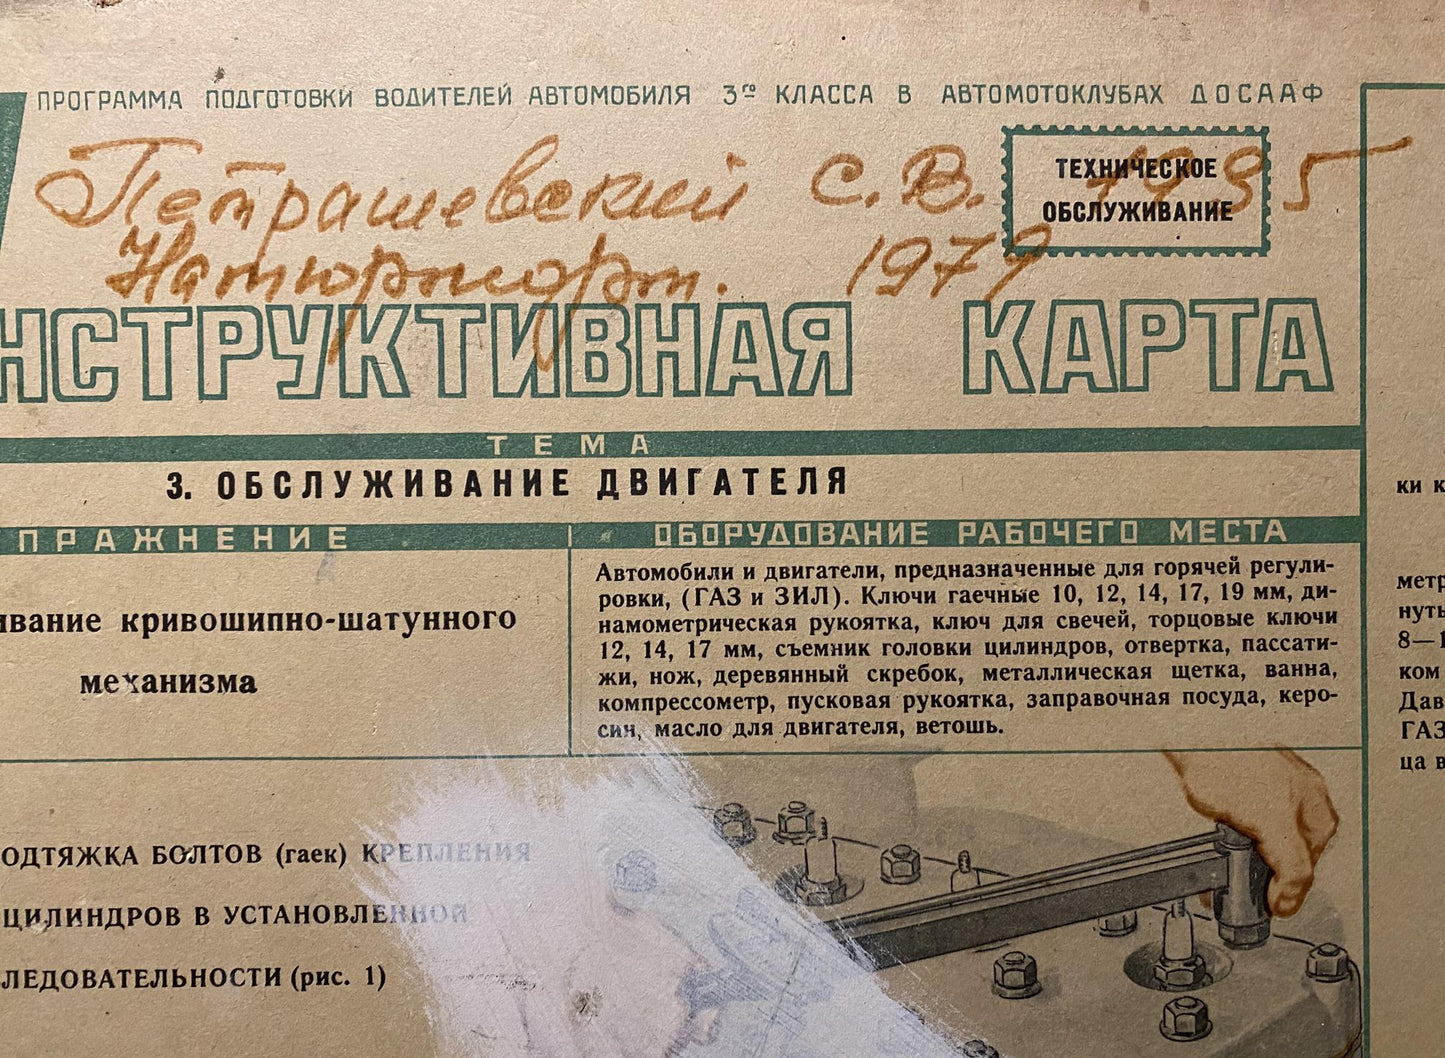 ПРОГРАММА ПОДГОТОВКИ ВОДИТЕЛЕЙ АВТОМОБИЛЯ 3го КЛАССА В АВТОМОТОКЛУБАХ ДОСААФ
Петрашевский С.В. 1995
Натюрморт. 1979
ТЕХНИЧЕСКОЕ
ОБСЛУЖИВАНИЕ
НСТРУКТИВНАЯ КАРТА
ТЕМА
3. ОБСЛУЖИВАНИЕ ДВИГАТЕЛЯ
ПРАЖНЕНИЕ
ивание кривошипно-шатунного
механизма
ОБОРУДОВАНИЕ РАБОЧЕГО МЕСТА
Автомобили и двигатели, предназначенные для горячей регули-
ровки, (ГАЗ и ЗИЛ). Ключи гаечные 10, 12, 14, 17, 19 мм, ди-
намометрическая рукоятка, ключ для свечей, торцовые ключи
12, 14, 17 мм, съемник головки цилиндров, отвертка, пассати-
жи, нож, деревянный скребок, металлическая щетка, ванна,
компрессометр, пусковая рукоятка, заправочная посуда, керо-
син, масло для двигателя, ветошь.
ОДТЯЖКА БОЛТОВ (гаек) КРЕПЛЕНИЯ
ЦИЛИНДРОВ В УСТАНОВЛЕННОЙ
ЛЕДОВАТЕЛЬНОСТИ (рис. 1)
ки к
метр
нуть
8—1
ком
Дав
ГАЗ
ца в